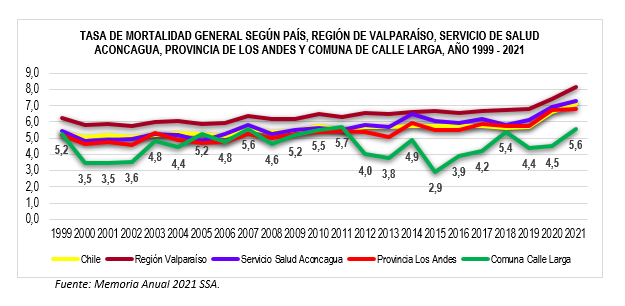 TASA DE MORTALIDAD GENERAL SEGÚN PAÍS, REGIÓN DE VALPARAÍSO, SERVICIO DE SALUD
ACONCAGUA, PROVINCIA DE LOS ANDES Y COMUNA DE CALLE LARGA, AÑO 1999 - 2021
9,0
8,0
7,0
6,0
5,0
4,0
3,0
2,0
1,0
0,0
5,2 3,5 3,5 3,6 4,8 4,4 5,2 4,8 5,6 4,6 5,2 5,5 5,7 4,0 3,8 4,9 2,9 3,9 4,2 5,4 4,4 4,5 5,6
1999 2000 2001 2002 2003 2004 2005 2006 2007 2008 2009 2010 2011 2012 2013 2014 2015 2016 2017 2018 2019 2020 2021
Chile Región Valparaíso Servicio Salud Aconcagua Provincia Los Andes Comuna Calle Larga
Fuente: Memoria Anual 2021 SSA.